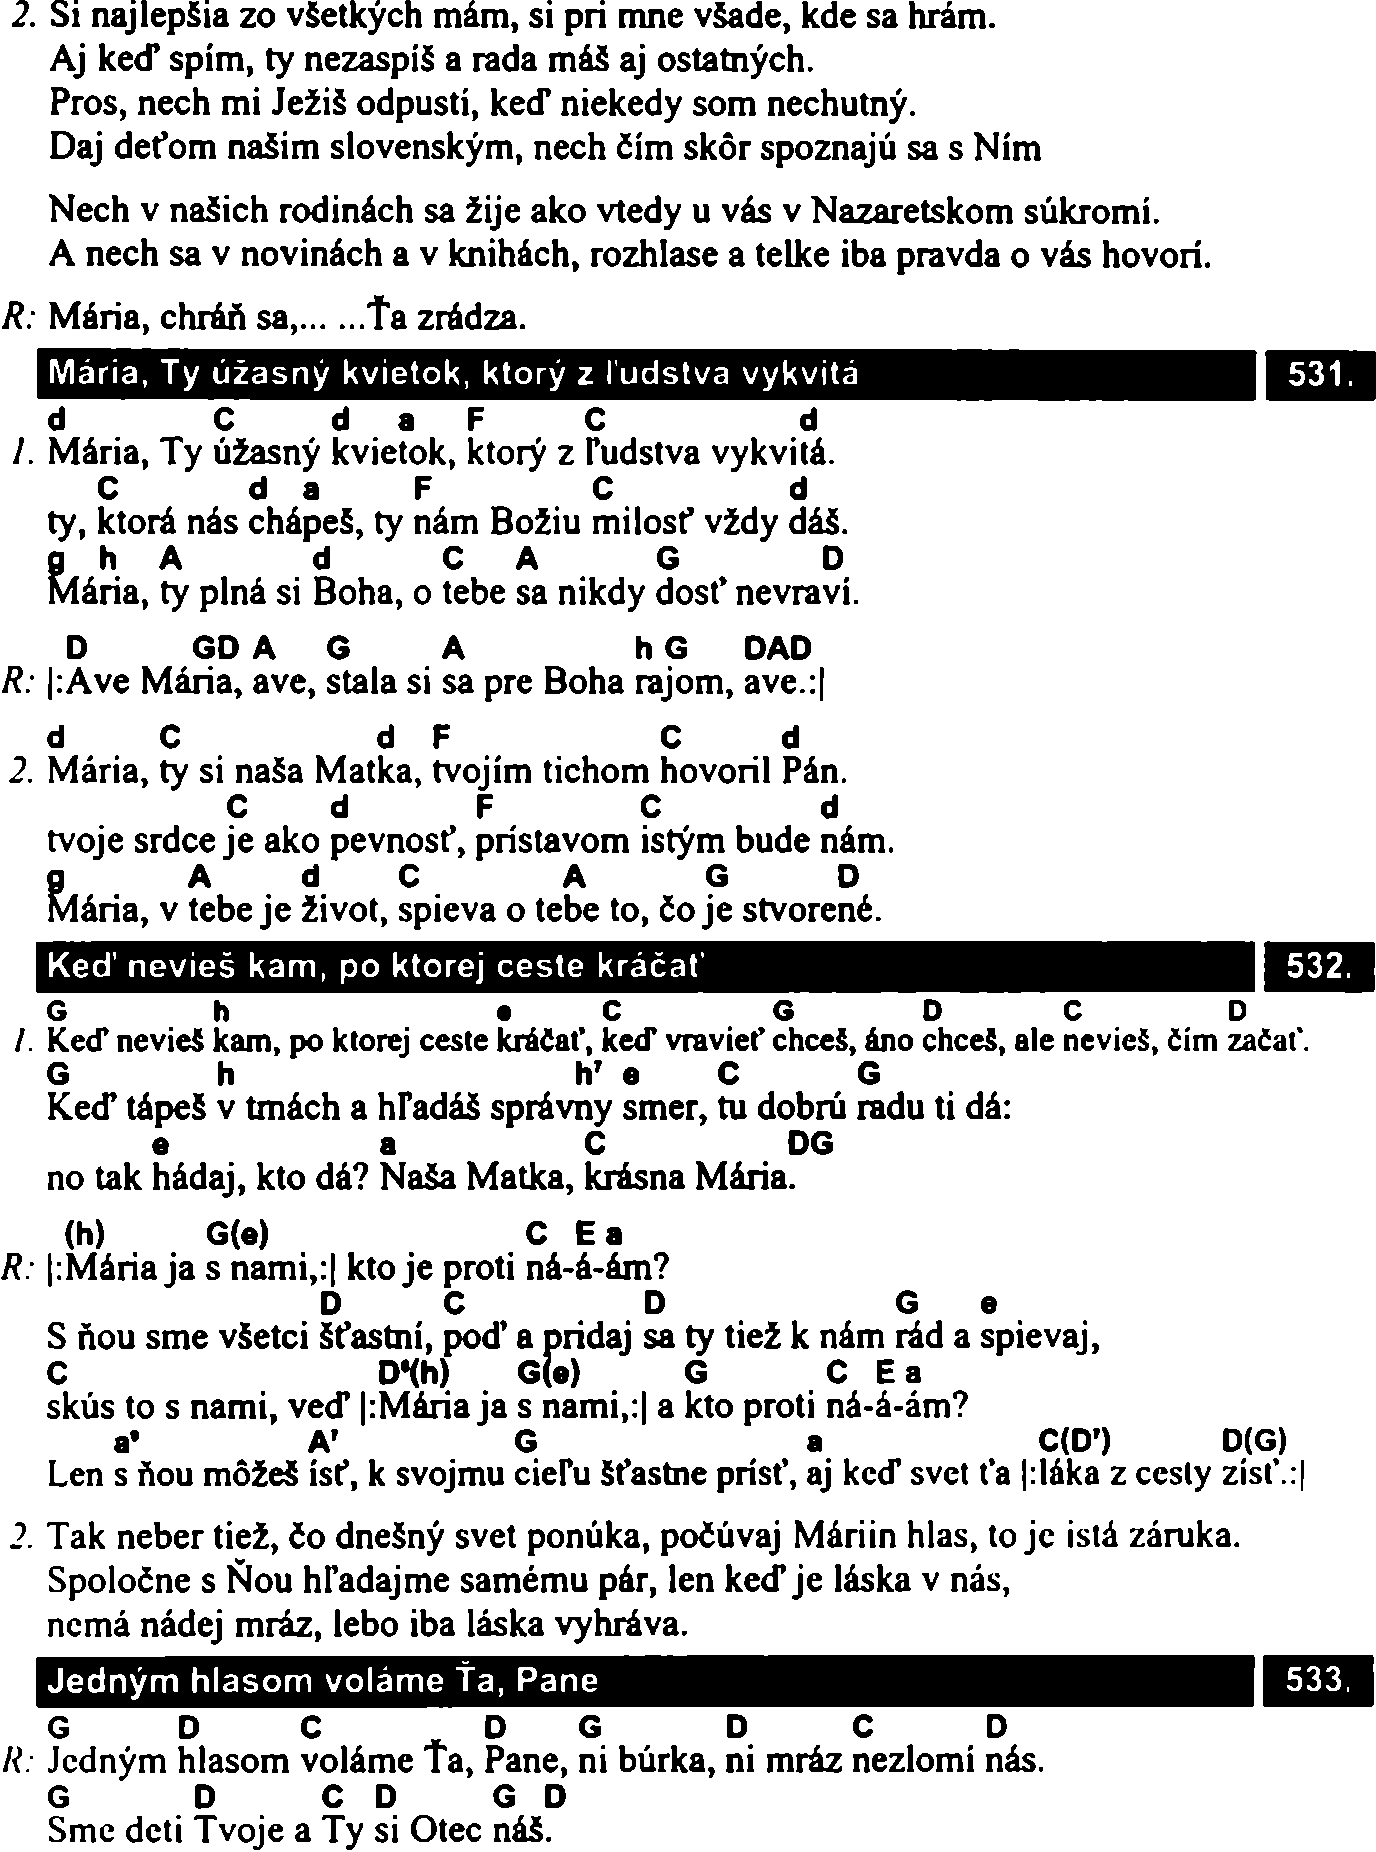 2. Si najlepšia zo všetkých mám, si pri mne všade, kde sa hrám.
Aj keď spím, ty nezaspíš a rada máš aj ostatných.
Pros, nech mi Ježiš odpustí, keď niekedy som nechutný.
Daj deťom našim slovenským, nech čím skôr spoznajú sa s Ním
Nech v našich rodinách sa žije ako vtedy u vás v Nazaretskom súkromí.
A nech sa v novinách a v knihách, rozhlase a telke iba pravda o vás hovorí.
R: Mária, chráň sa,... ...Ťa zrádza.
Mária, Ty úžasný kvietok, ktorý z ľudstva vykvitá 531.
d C d a F C d
1. Mária, Ty úžasný kvietok, ktorý z ľudstva vykvitá.
C d a F C d
ty, ktorá nás chápeš, ty nám Božiu milosť vždy dáš.
g h A d C A G D
Mária, ty plná si Boha, o tebe sa nikdy dosť nevraví.
D GD A G A h G DAD
R: |:Ave Mária, ave, stala si sa pre Boha rajom, ave.:|
d C d F C d
2. Mária, ty si naša Matka, tvojím tichom hovoril Pán.
C d F C d
tvoje srdce je ako pevnosť, prístavom istým bude nám.
g A d C A G D
Mária, v tebe je život, spieva o tebe to, čo je stvorené.
Keď nevieš kam, po ktorej ceste kráčať 532.
G h e C G D C D
1. Keď nevieš kam, po ktorej ceste kráčať, keď vravieť chceš, áno chceš, ale nevieš, čím začať.
G h h' e C G
Keď tápeš v tmách a hľadáš správny smer, tu dobrú radu ti dá:
e a C DG
no tak hádaj, kto dá? Naša Matka, krásna Mária.
(h) G(e) C E a
R: |:Mária ja s nami,:| kto je proti ná-á-ám?
D C D G e
S ňou sme všetci šťastní, poď a pridaj sa ty tiež k nám rád a spievaj,
C D*(h) G(e) G C E a
skús to s nami, veď |:Mária ja s nami,:| a kto proti ná-á-ám?
a* A' G a C(D') D(G)
Len s ňou môžeš ísť, k svojmu cieľu šťastne prísť, aj keď svet ťa |:láka z cesty zísť.:|
2. Tak neber tiež, čo dnešný svet ponúka, počúvaj Máriin hlas, to je istá záruka.
Spoločne s Ňou hľadajme samému pár, len keď je láska v nás,
nemá nádej mráz, lebo iba láska vyhráva.
Jedným hlasom voláme Ťa, Pane 533.
G D C D G D C D
R: Jedným hlasom voláme Ťa, Pane, ni búrka, ni mráz nezlomí nás.
G D C D G D
Sme deti Tvoje a Ty si Otec náš.